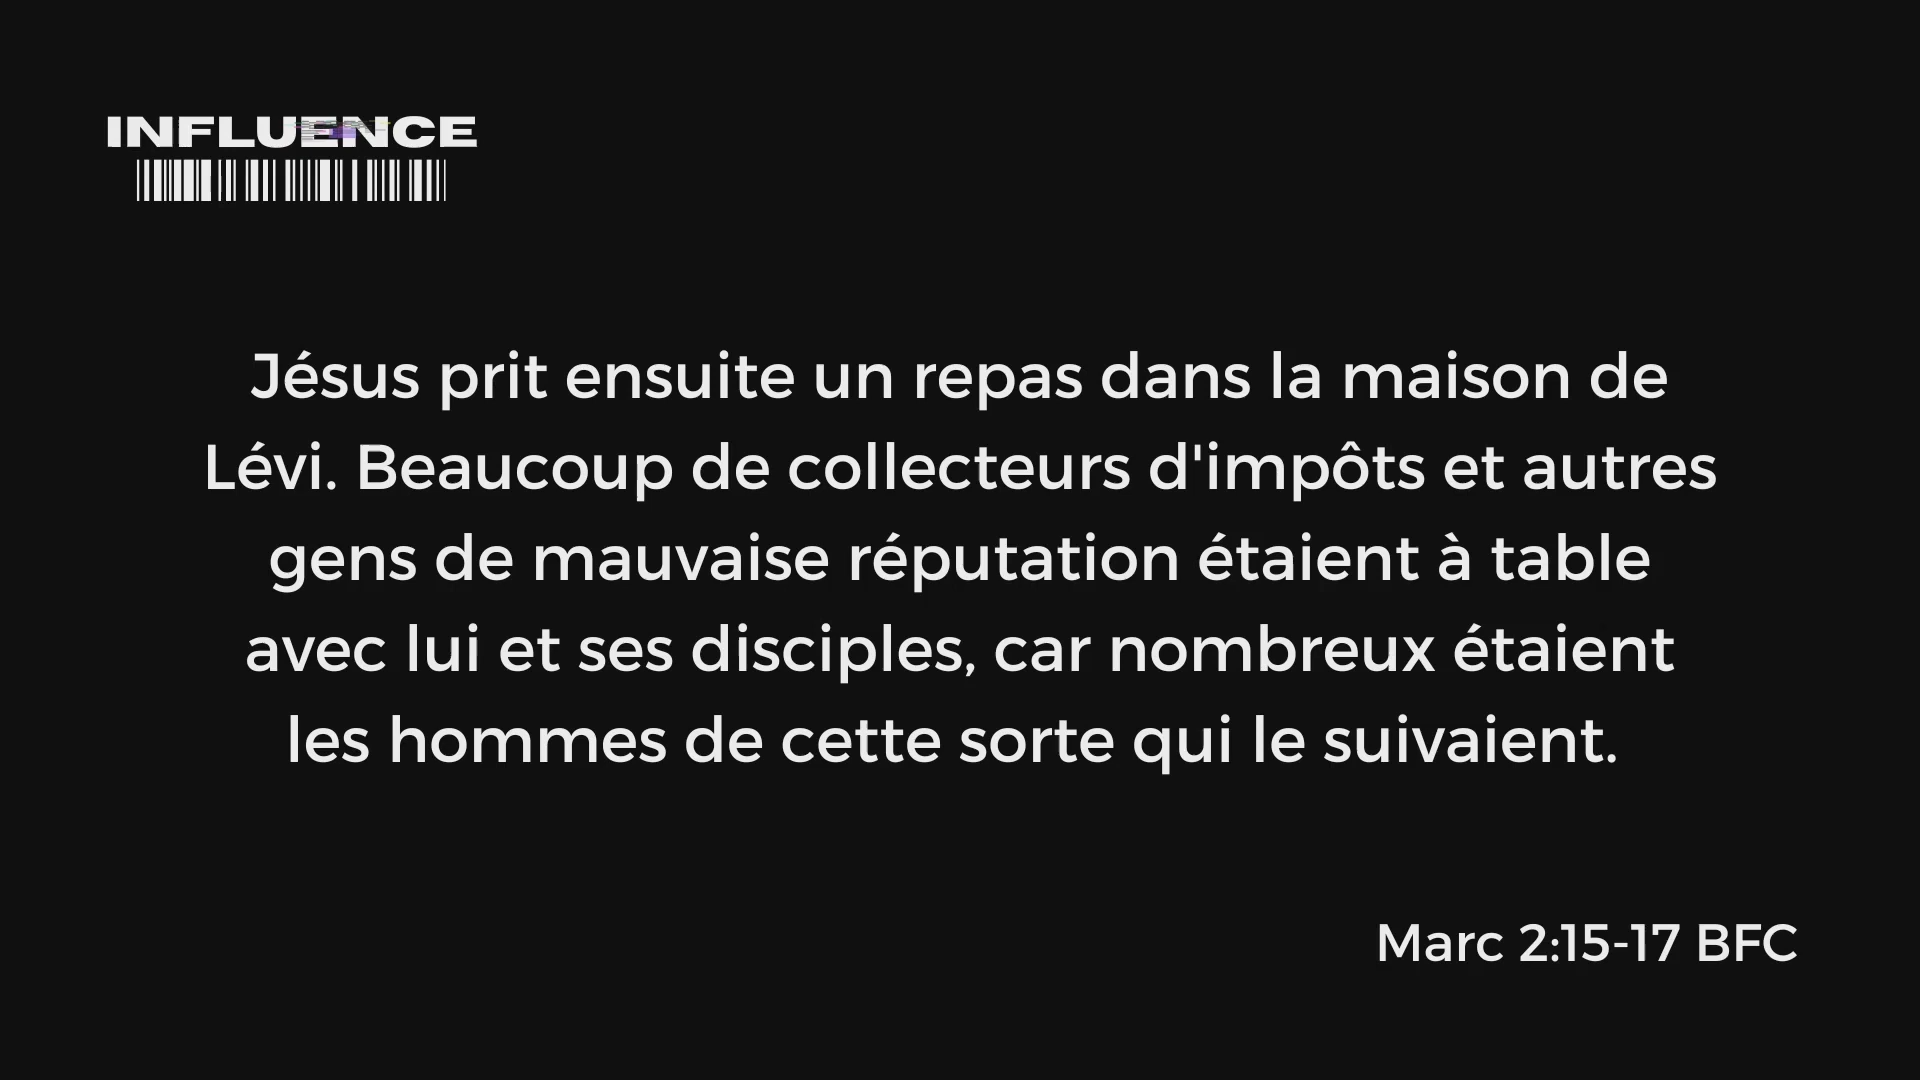 INFLUENCE
Jésus prit ensuite un repas dans la maison de
Lévi. Beaucoup de collecteurs d'impôts et autres
gens de mauvaise réputation étaient à table
avec lui et ses disciples, car nombreux étaient
les hommes de cette sorte qui le suivaient.
Marc 2:15-17 BFC